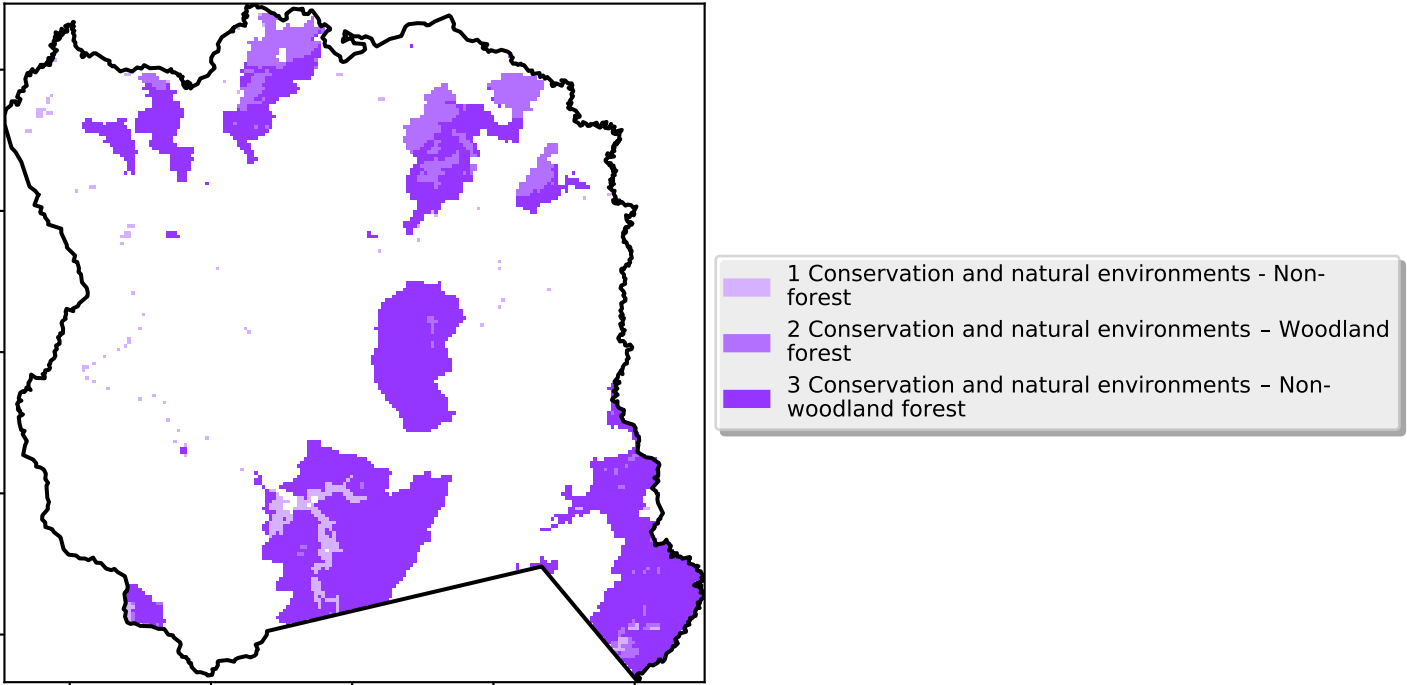 1 Conservation and natural environments - Non-
forest
2 Conservation and natural environments – Woodland
forest
3 Conservation and natural environments – Non-
woodland forest